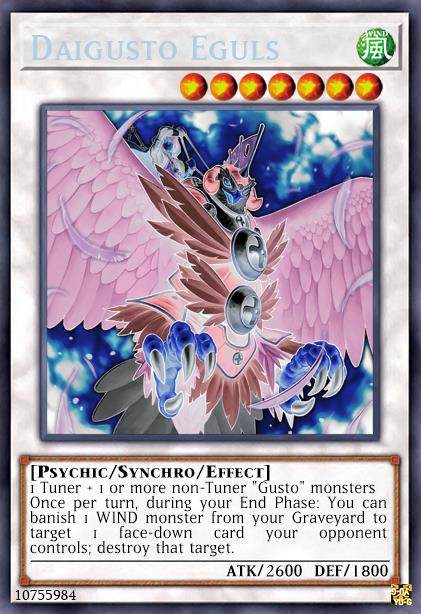 Daigusto Eguls
WIND
風
[Psychic/Synchro/Effect]
1 Tuner + 1 or more non-Tuner "Gusto" monsters
Once per turn, during your End Phase: You can
banish 1 WIND monster from your Graveyard to
target 1 face-down card your opponent
controls; destroy that target.
ATK/2600 DEF/1800
10755984